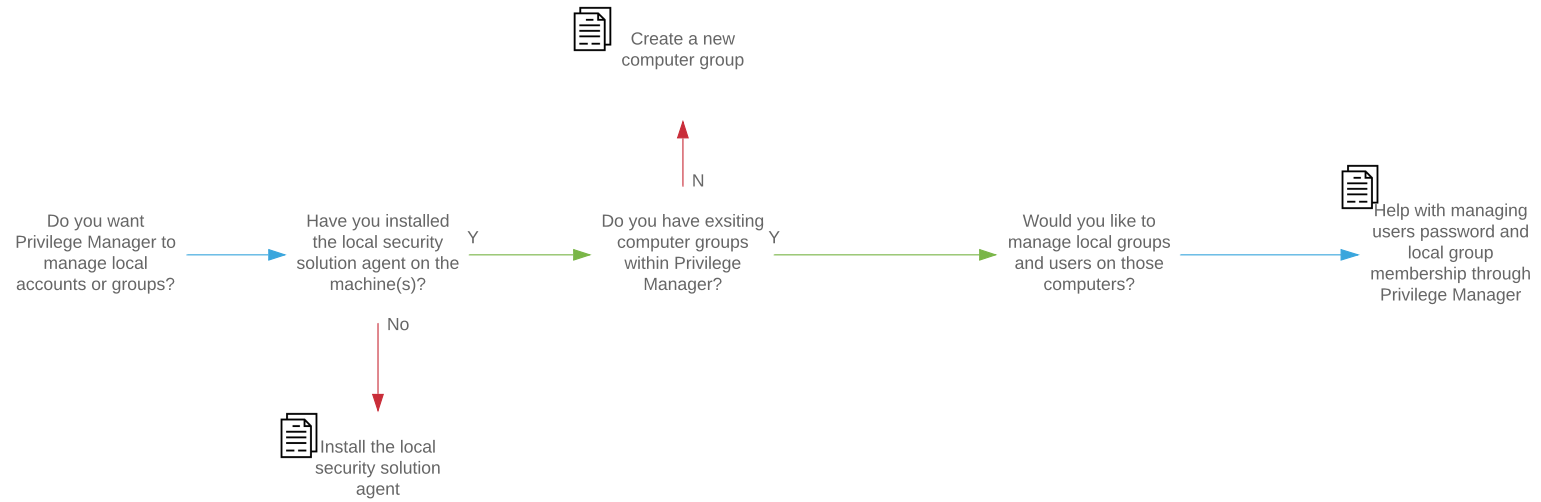 Create a new
computer group
N
Do you want
Privilege Manager to
manage local
accounts or groups?
Have you installed
the local security
solution agent on the
machine(s)?
Y
Do you have exsiting
computer groups
within Privilege
Manager?
Y
Would you like to
manage local groups
and users on those
computers?
Help with managing
users password and
local group
membership through
Privilege Manager
No
Install the local
security solution
agent